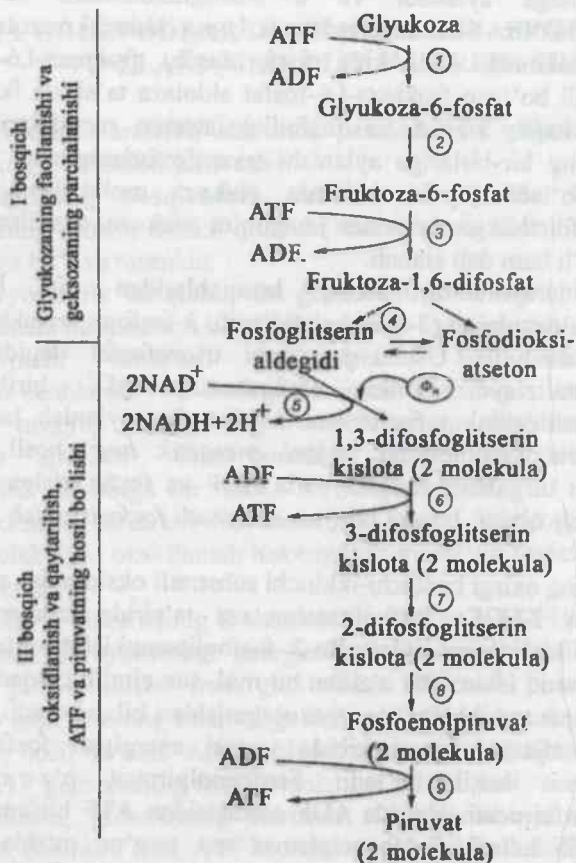 Glyukoza
ATF
1
ADF
Glyukoza-6-fosfat
2
Fruktoza-6-fosfat
ATF
3
ADF.
Fruktoza-1,6-difosfat
I bosqich
Glyukozaning faollanishi va
geksozaning parchalanishi
4
Fosfoglitserin
aldegidi
Fosfodioksi-
atseton
2NAD+
2NADH+2H+
5
1,3-difosfoglitserin
kislota (2 molekula)
ADF
6
ATF
3-difosfoglitserin
kislota (2 molekula)
7
2-difosfoglitserin
kislota (2 molekula)
8
Fosfoenolpiruvat
(2 molekula)
ADF
9
ATF
Piruvat
(2 molekula)
II bosqich
oksidlanish va qaytarilish,
ATF va piruvatning hosil bo'lishi